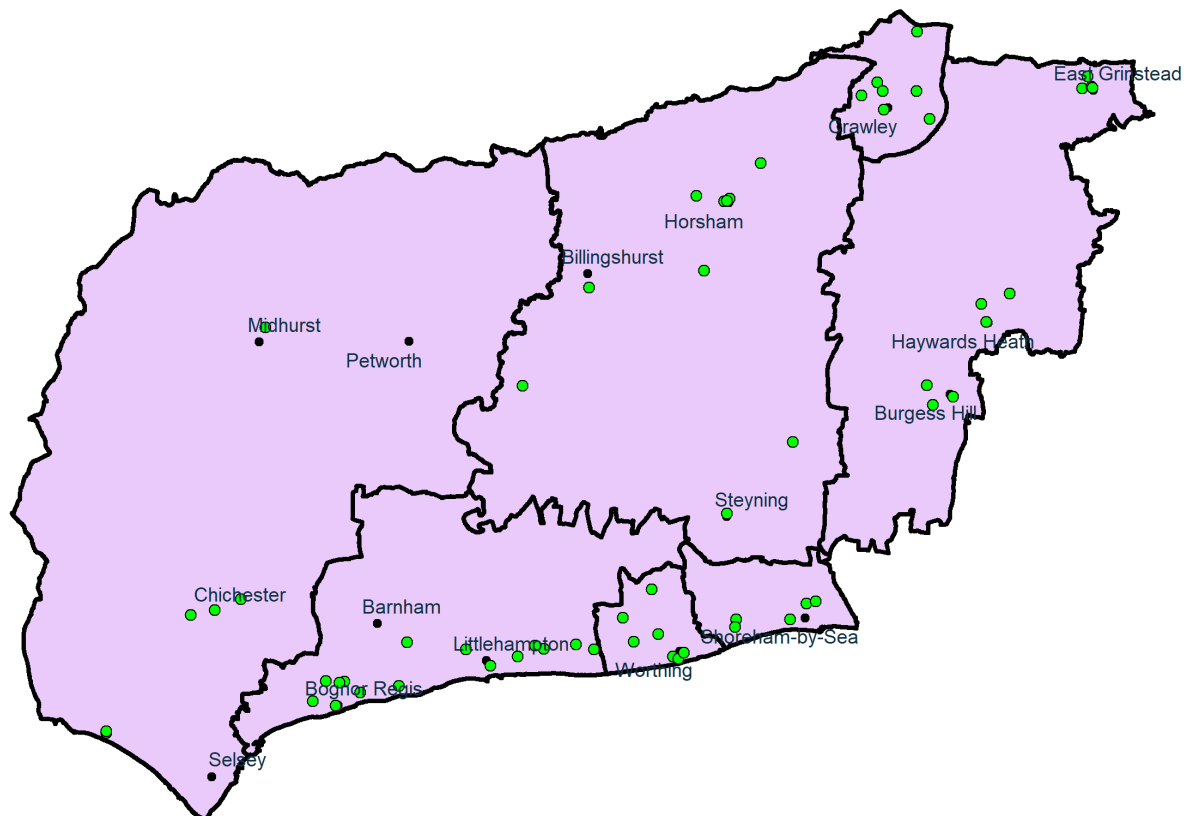 East Grinstead
Crawley
Horsham
Billingshurst
Midhurst
Petworth
Haywards Heath
Burgess Hill
Steyning
Chichester
Barnham
Littlehampton
Shoreham-by-Sea
Worthing
Bognor Regis
Selsey